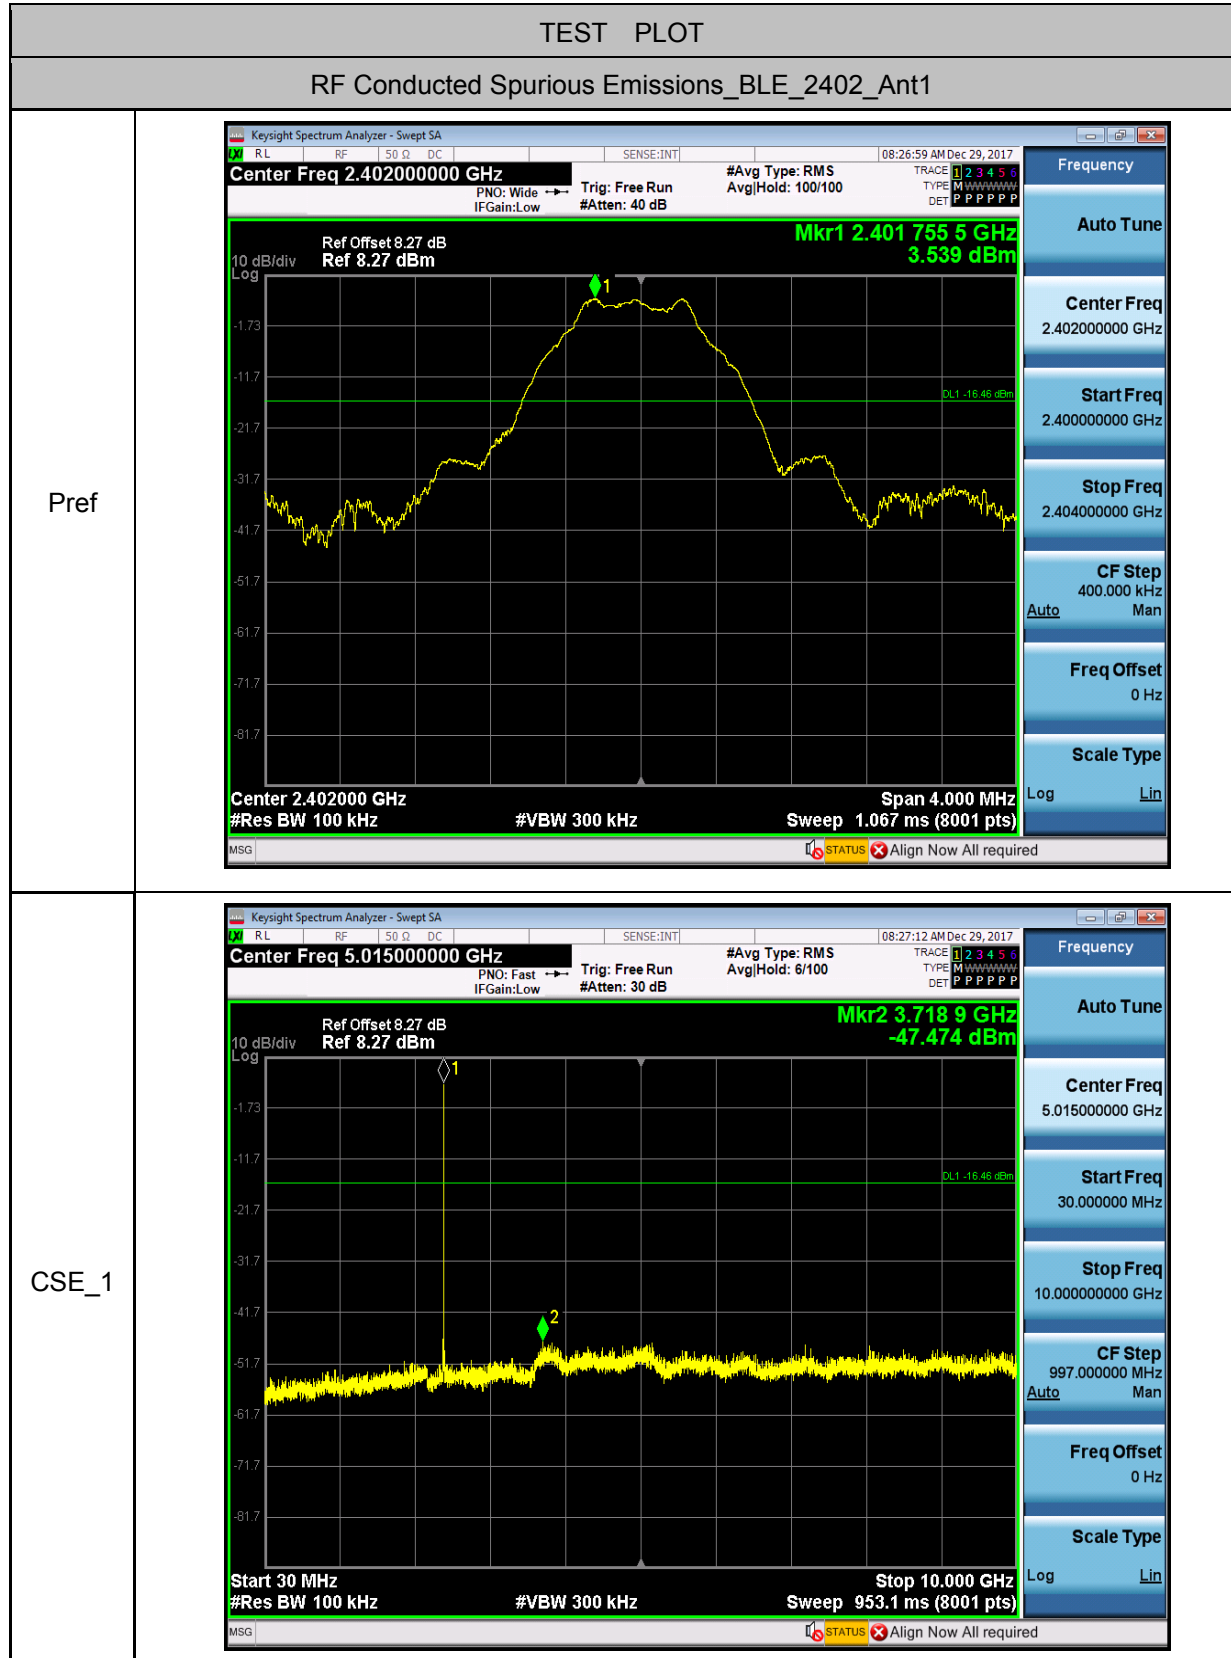 TEST PLOT
RF Conducted Spurious Emissions_BLE_2402_Ant1
Pref
Keysight Spectrum Analyzer - Swept SA
LXI RL RF 50 Ω DC SENSE:INT 08:26:59 AM Dec 29, 2017
Center Freq 2.402000000 GHz
PNO: Wide
IFGain:Low
Trig: Free Run
#Atten: 40 dB
#Avg Type: RMS
Avg|Hold: 100/100
TRACE 1 2 3 4 5 6
TYPE M WWWWW
DET P P P P P P
Mkr1 2.401 755 5 GHz
3.539 dBm
Ref Offset 8.27 dB
10 dB/div Ref 8.27 dBm
Log
1
-1.73
-11.7
DL1 -16.46 dBm
-21.7
-31.7
-41.7
-51.7
-61.7
-71.7
-81.7
Center 2.402000 GHz Span 4.000 MHz
#Res BW 100 kHz #VBW 300 kHz Sweep 1.067 ms (8001 pts)
MSG STATUS Align Now All required
Frequency
Auto Tune
Center Freq
2.402000000 GHz
Start Freq
2.400000000 GHz
Stop Freq
2.404000000 GHz
CF Step
400.000 kHz
Auto Man
Freq Offset
0 Hz
Scale Type
Log Lin
CSE_1
Keysight Spectrum Analyzer - Swept SA
LXI RL RF 50 Ω DC SENSE:INT 08:27:12 AM Dec 29, 2017
Center Freq 5.015000000 GHz
PNO: Fast
IFGain:Low
Trig: Free Run
#Atten: 30 dB
#Avg Type: RMS
Avg|Hold: 6/100
TRACE 1 2 3 4 5 6
TYPE M WWWWW
DET P P P P P P
Mkr2 3.718 9 GHz
-47.474 dBm
Ref Offset 8.27 dB
10 dB/div Ref 8.27 dBm
Log
1
-1.73
-11.7
DL1 -16.46 dBm
-21.7
-31.7
-41.7
2
-51.7
-61.7
-71.7
-81.7
Start 30 MHz Stop 10.000 GHz
#Res BW 100 kHz #VBW 300 kHz Sweep 953.1 ms (8001 pts)
MSG STATUS Align Now All required
Frequency
Auto Tune
Center Freq
5.015000000 GHz
Start Freq
30.000000 MHz
Stop Freq
10.000000000 GHz
CF Step
997.000000 MHz
Auto Man
Freq Offset
0 Hz
Scale Type
Log Lin